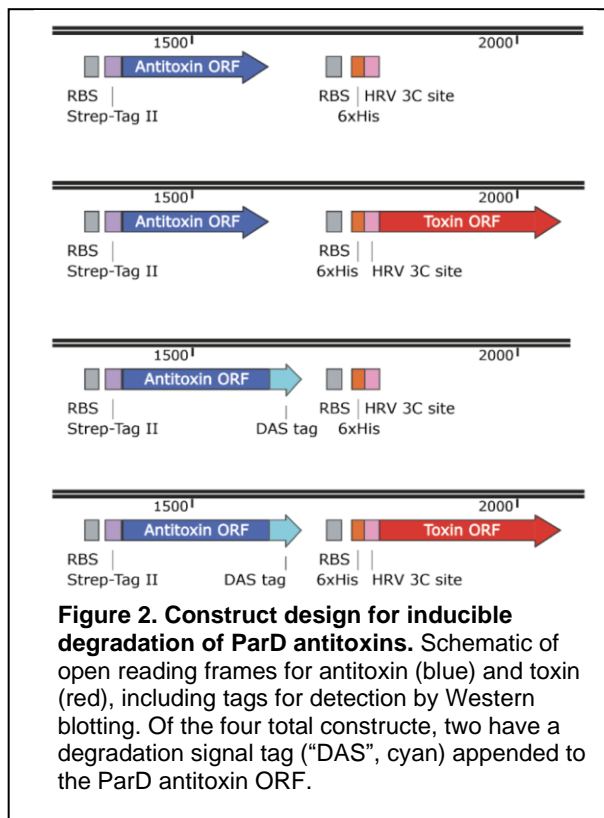 1500 2000
Antitoxin ORF
RBS RBS HRV 3C site
Strep-Tag II 6xHis
1500 2000
Antitoxin ORF Toxin ORF
RBS RBS
Strep-Tag II 6xHis HRV 3C site
1500 2000
Antitoxin ORF
RBS RBS HRV 3C site
Strep-Tag II DAS tag 6xHis
1500 2000
Antitoxin ORF Toxin ORF
RBS RBS
Strep-Tag II DAS tag 6xHis HRV 3C site
Figure 2. Construct design for inducible
degradation of ParD antitoxins. Schematic of
open reading frames for antitoxin (blue) and toxin
(red), including tags for detection by Western
blotting. Of the four total constructe, two have a
degradation signal tag (“DAS”, cyan) appended to
the ParD antitoxin ORF.